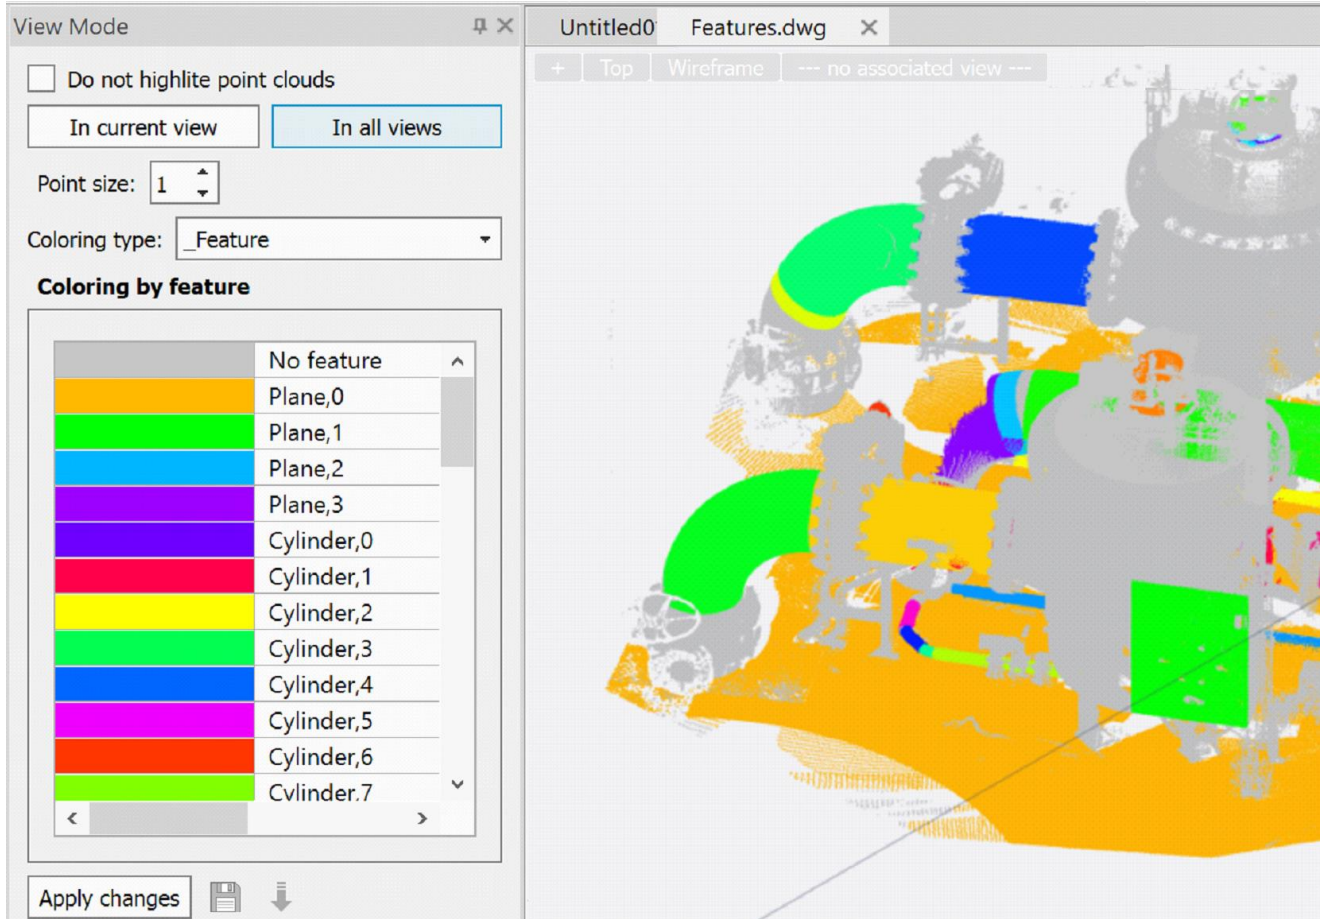 View Mode
Untitled0
Features.dwg
Do not highlite point clouds
+ Top Wireframe --- no associated view ---
In current view
In all views
Point size: 1
Coloring type: _Feature
Coloring by feature
No feature
Plane,0
Plane,1
Plane,2
Plane,3
Cylinder,0
Cylinder,1
Cylinder,2
Cylinder,3
Cylinder,4
Cylinder,5
Cylinder,6
Cylinder,7
Apply changes